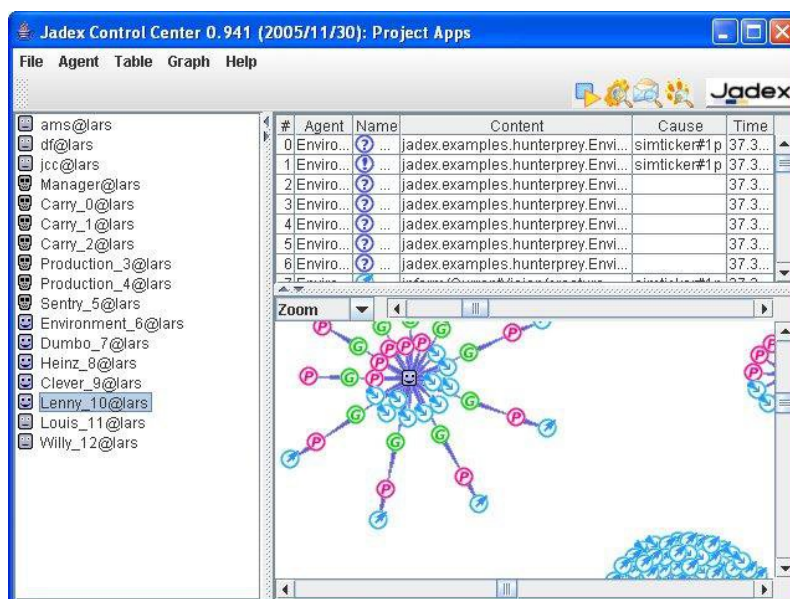 Jadex Control Center 0.941 (2005/11/30): Project Apps
File Agent Table Graph Help
Jadex
ams@lars
df@lars
jcc@lars
Manager@lars
Carry_0@lars
Carry_1@lars
Carry_2@lars
Production_3@lars
Production_4@lars
Sentry_5@lars
Environment_6@lars
Dumbo_7@lars
Heinz_8@lars
Clever_9@lars
Lenny_10@lars
Louis_11@lars
Willy_12@lars
# Agent Name Content Cause Time
0 Enviro... ? ... jadex.examples.hunterprey.Envi... simticker#1p 37.3...
1 Enviro... ! ... jadex.examples.hunterprey.Envi... simticker#1p 37.3...
2 Enviro... ? ... jadex.examples.hunterprey.Envi... 37.3...
3 Enviro... ? ... jadex.examples.hunterprey.Envi... 37.3...
4 Enviro... ? ... jadex.examples.hunterprey.Envi... 37.3...
5 Enviro... ? ... jadex.examples.hunterprey.Envi... 37.3...
6 Enviro... ? ... jadex.examples.hunterprey.Envi... 37.3...
Zoom
P G G G P
P P P P
P G G P
G G
P G G
P P